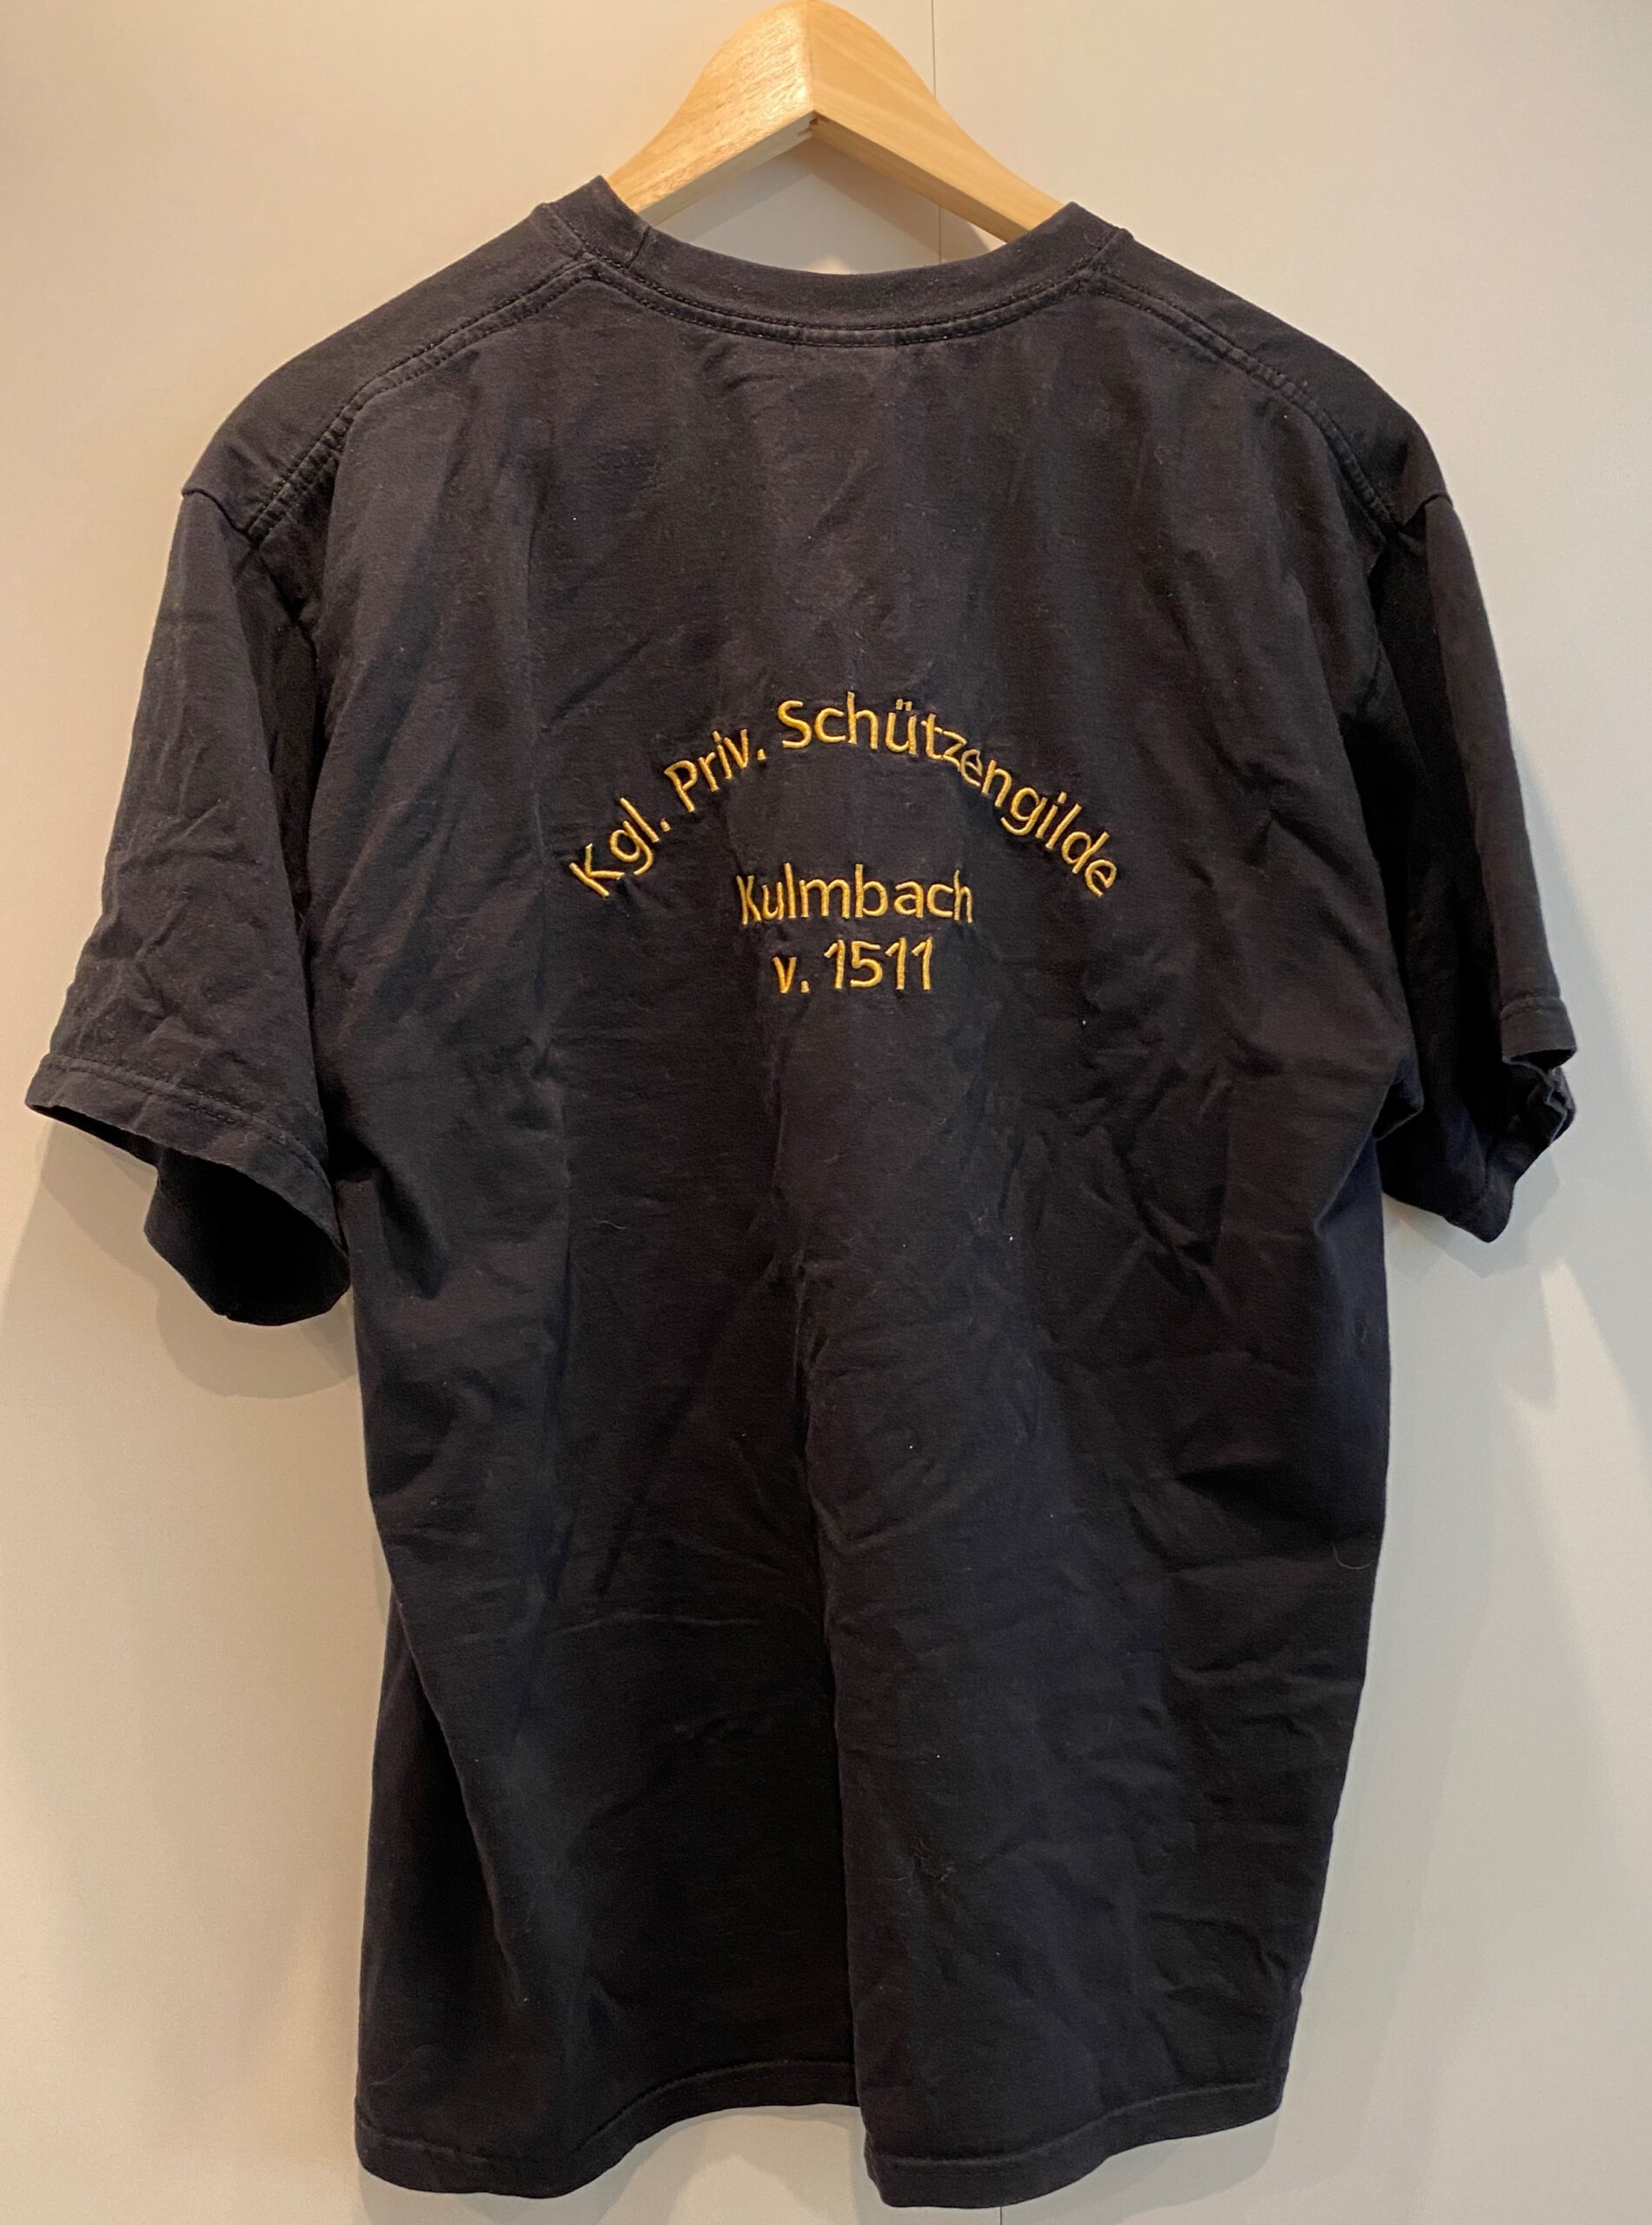 Kgl. Priv. Schützengilde
Kulmbach
v. 1511